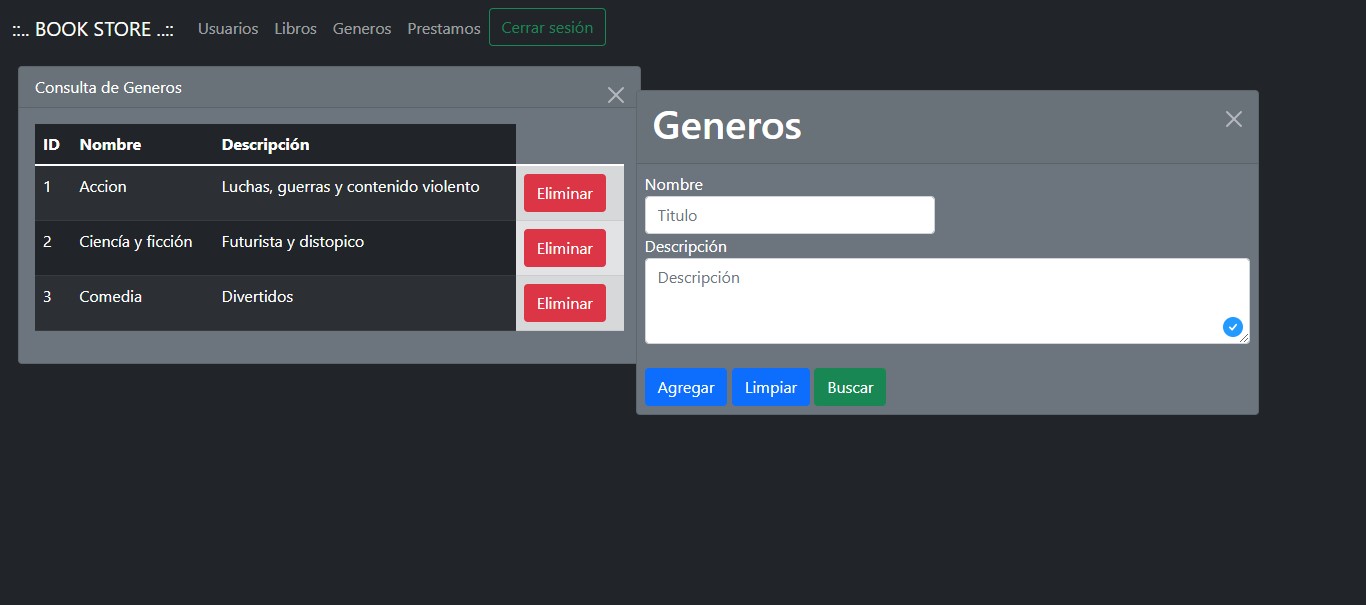 ::.. BOOK STORE ..:: Usuarios Libros Generos Prestamos Cerrar sesión
Consulta de Generos
ID Nombre Descripción
1 Accion Luchas, guerras y contenido violento Eliminar
2 Ciencía y ficción Futurista y distopico Eliminar
3 Comedia Divertidos Eliminar
Generos
Nombre
Titulo
Descripción
Descripción
Agregar Limpiar Buscar